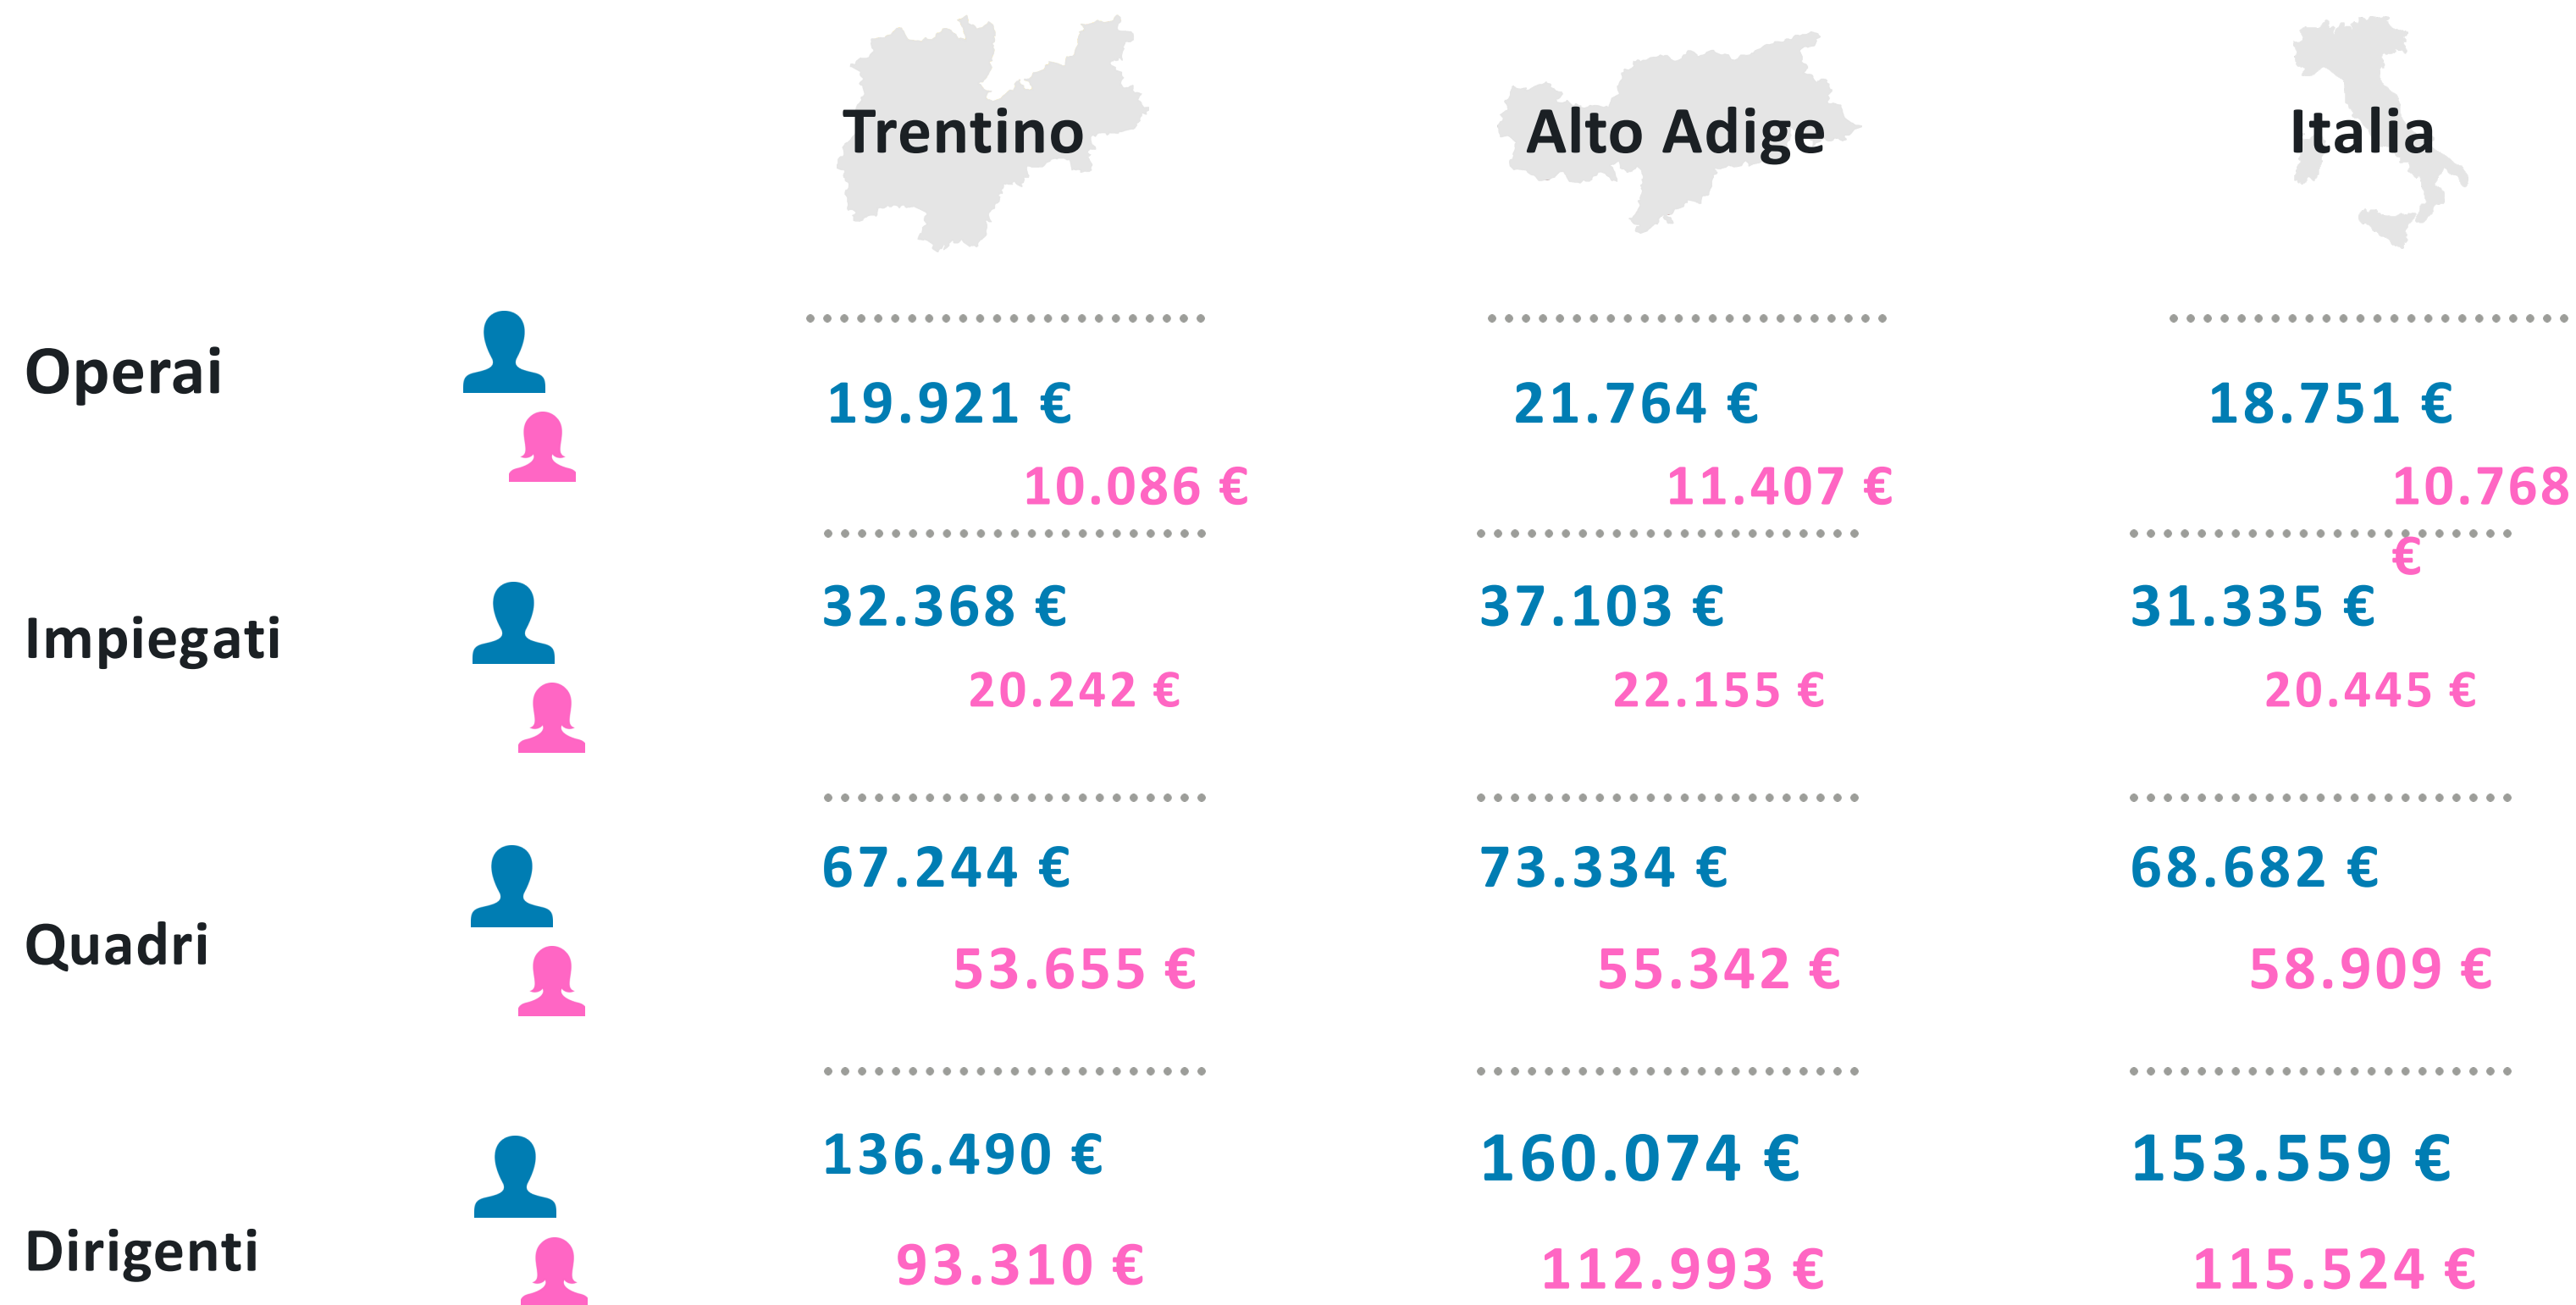 Trentino Alto Adige Italia
Operai
19.921 € 21.764 € 18.751 €
10.086 € 11.407 € 10.768
€
Impiegati
32.368 € 37.103 € 31.335 €
20.242 € 22.155 € 20.445 €
Quadri
67.244 € 73.334 € 68.682 €
53.655 € 55.342 € 58.909 €
Dirigenti
136.490 € 160.074 € 153.559 €
93.310 € 112.993 € 115.524 €